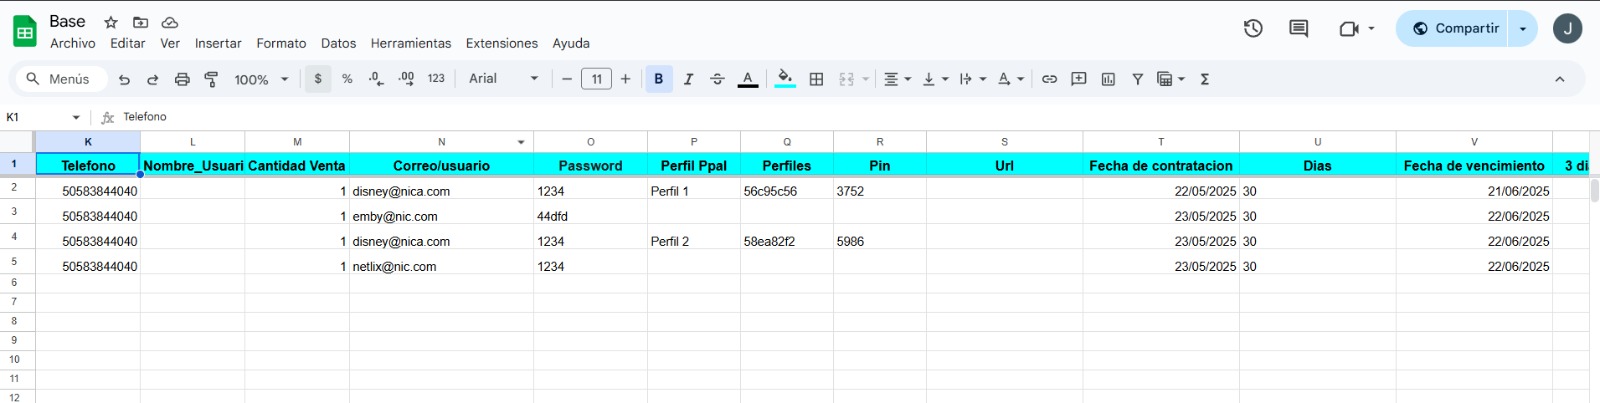 Base
Archivo Editar Ver Insertar Formato Datos Herramientas Extensiones Ayuda
Compartir
J
Menús 100% $ % .0 .00 123 Arial 11 B I S A A Σ
K1 fx Telefono
K L M N O P Q R S T U V
1 Telefono Nombre_Usuari Cantidad Venta Correo/usuario Password Perfil Ppal Perfiles Pin Url Fecha de contratacion Dias Fecha de vencimiento 3 di
2 50583844040 1 disney@nica.com 1234 Perfil 1 56c95c56 3752 22/05/2025 30 21/06/2025
3 50583844040 1 emby@nic.com 44dfd 23/05/2025 30 22/06/2025
4 50583844040 1 disney@nica.com 1234 Perfil 2 58ea82f2 5986 23/05/2025 30 22/06/2025
5 50583844040 1 netlix@nic.com 1234 23/05/2025 30 22/06/2025
6
7
8
9
10
11
12